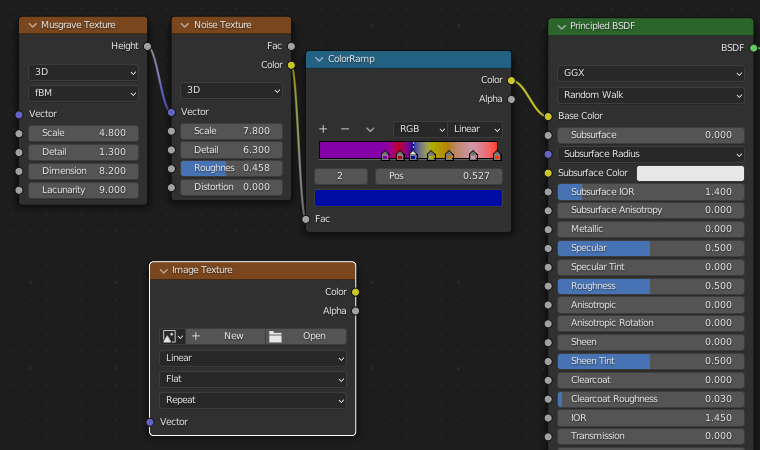 Musgrave Texture
Height
3D
fBM
Vector
Scale 4.800
Detail 1.300
Dimension 8.200
Lacunarity 9.000
Noise Texture
Fac
Color
3D
Vector
Scale 7.800
Detail 6.300
Roughnes 0.458
Distortion 0.000
ColorRamp
Color
Alpha
+ − RGB Linear
2 Pos 0.527
Fac
Image Texture
Color
Alpha
+ New Open
Linear
Flat
Repeat
Vector
Principled BSDF
BSDF
GGX
Random Walk
Base Color
Subsurface 0.000
Subsurface Radius
Subsurface Color
Subsurface IOR 1.400
Subsurface Anisotropy 0.000
Metallic 0.000
Specular 0.500
Specular Tint 0.000
Roughness 0.500
Anisotropic 0.000
Anisotropic Rotation 0.000
Sheen 0.000
Sheen Tint 0.500
Clearcoat 0.000
Clearcoat Roughness 0.030
IOR 1.450
Transmission 0.000